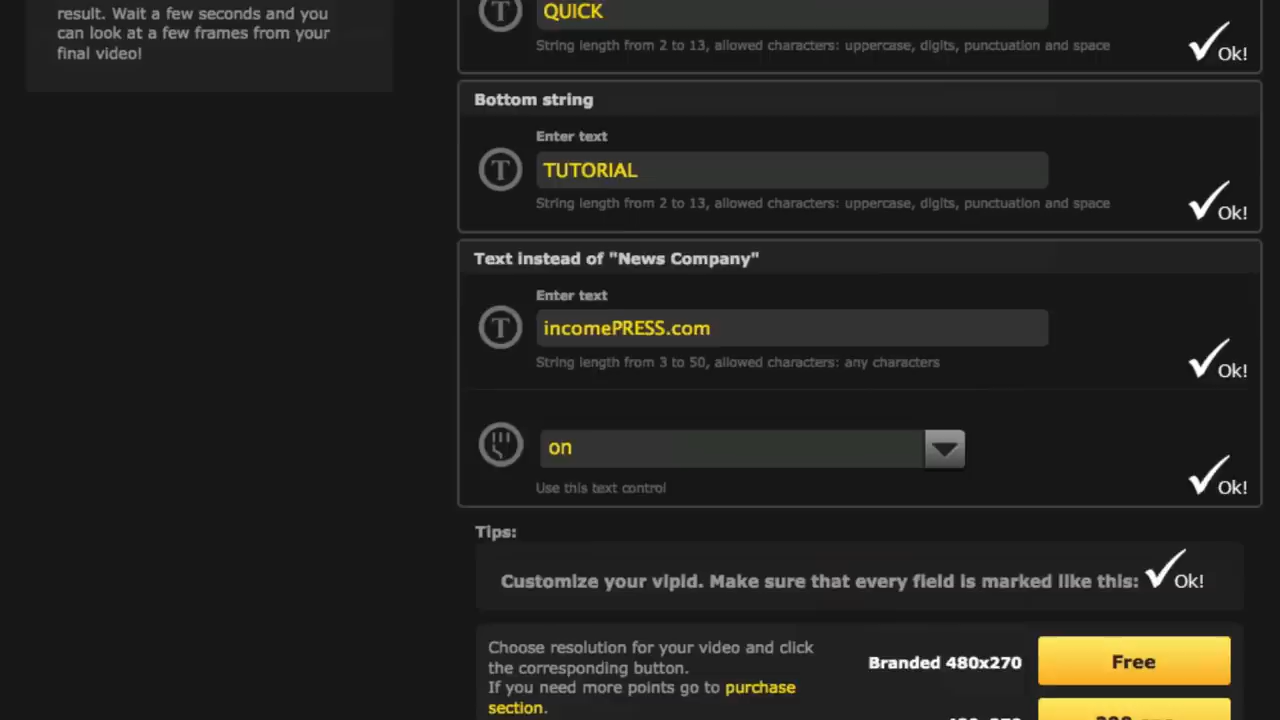 result. Wait a few seconds and you
can look at a few frames from your
final video!
QUICK
String length from 2 to 13, allowed characters: uppercase, digits, punctuation and space
Ok!
Bottom string
Enter text
TUTORIAL
String length from 2 to 13, allowed characters: uppercase, digits, punctuation and space
Ok!
Text instead of "News Company"
Enter text
incomePRESS.com
String length from 3 to 50, allowed characters: any characters
Ok!
on
Use this text control
Ok!
Tips:
Customize your vipid. Make sure that every field is marked like this: Ok!
Choose resolution for your video and click
the corresponding button.
If you need more points go to purchase
section.
Branded 480x270
Free